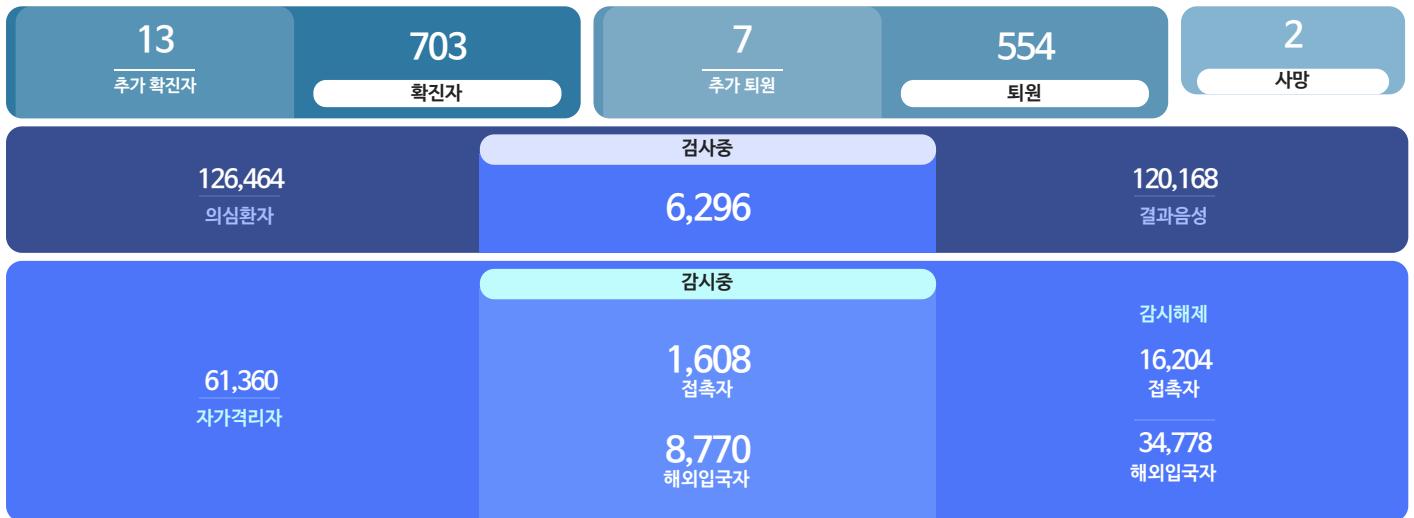 13
추가 확진자
703
확진자
7
추가 퇴원
554
퇴원
2
사망
126,464
의심환자
검사중
6,296
120,168
결과음성
61,360
자가격리자
감시중
1,608
접촉자
8,770
해외입국자
감시해제
16,204
접촉자
34,778
해외입국자